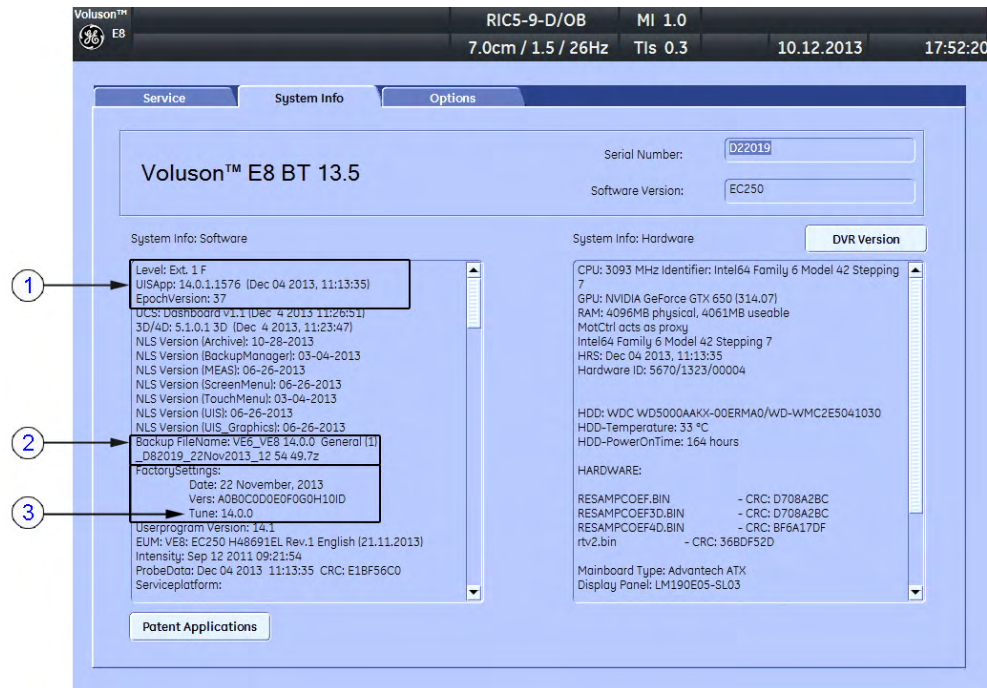 Voluson™
E8
RIC5-9-D/OB MI 1.0
7.0cm / 1.5 / 26Hz TIs 0.3 10.12.2013 17:52:20
Service System Info Options
Voluson™ E8 BT 13.5
Serial Number: D22019
Software Version: EC250
System Info: Software
Level: Ext. 1 F
UISApp: 14.0.1.1576 (Dec 04 2013, 11:13:35)
EpochVersion: 37
UCS: Dashboard v1.1 (Dec 4 2013 11:26:51)
3D/4D: 5.1.0.1 3D (Dec 4 2013, 11:23:47)
NLS Version (Archive): 10-28-2013
NLS Version (BackupManager): 03-04-2013
NLS Version (MEAS): 06-26-2013
NLS Version (ScreenMenu): 06-26-2013
NLS Version (TouchMenu): 03-04-2013
NLS Version (UIS): 06-26-2013
NLS Version (UIS_Graphics): 06-26-2013
Backup FileName: VE6_VE8 14.0.0 General (1)
_D82019_22Nov2013_12 54 49.7z
FactorySettings:
Date: 22 November, 2013
Vers: A0B0C0D0E0F0G0H10ID
Tune: 14.0.0
Userprogram Version: 14.1
EUM: VE8: EC250 H48691EL Rev.1 English (21.11.2013)
Intensity: Sep 12 2011 09:21:54
ProbeData: Dec 04 2013 11:13:35 CRC: E1BF56C0
Serviceplatform:
1
2
3
Patent Applications
System Info: Hardware
DVR Version
CPU: 3093 MHz Identifier: Intel64 Family 6 Model 42 Stepping
7
GPU: NVIDIA GeForce GTX 650 (314.07)
RAM: 4096MB physical, 4061MB useable
MotCtrl acts as proxy
Intel64 Family 6 Model 42 Stepping 7
HRS: Dec 04 2013, 11:13:35
Hardware ID: 5670/1323/00004
HDD: WDC WD5000AAKX-00ERMA0/WD-WMC2E5041030
HDD-Temperature: 33 °C
HDD-PowerOnTime: 164 hours
HARDWARE:
RESAMPCOEF.BIN - CRC: D708A2BC
RESAMPCOEF3D.BIN - CRC: D708A2BC
RESAMPCOEF4D.BIN - CRC: BF6A17DF
rtv2.bin - CRC: 36BDF52D
Mainboard Type: Advantech ATX
Display Panel: LM190E05-SL03